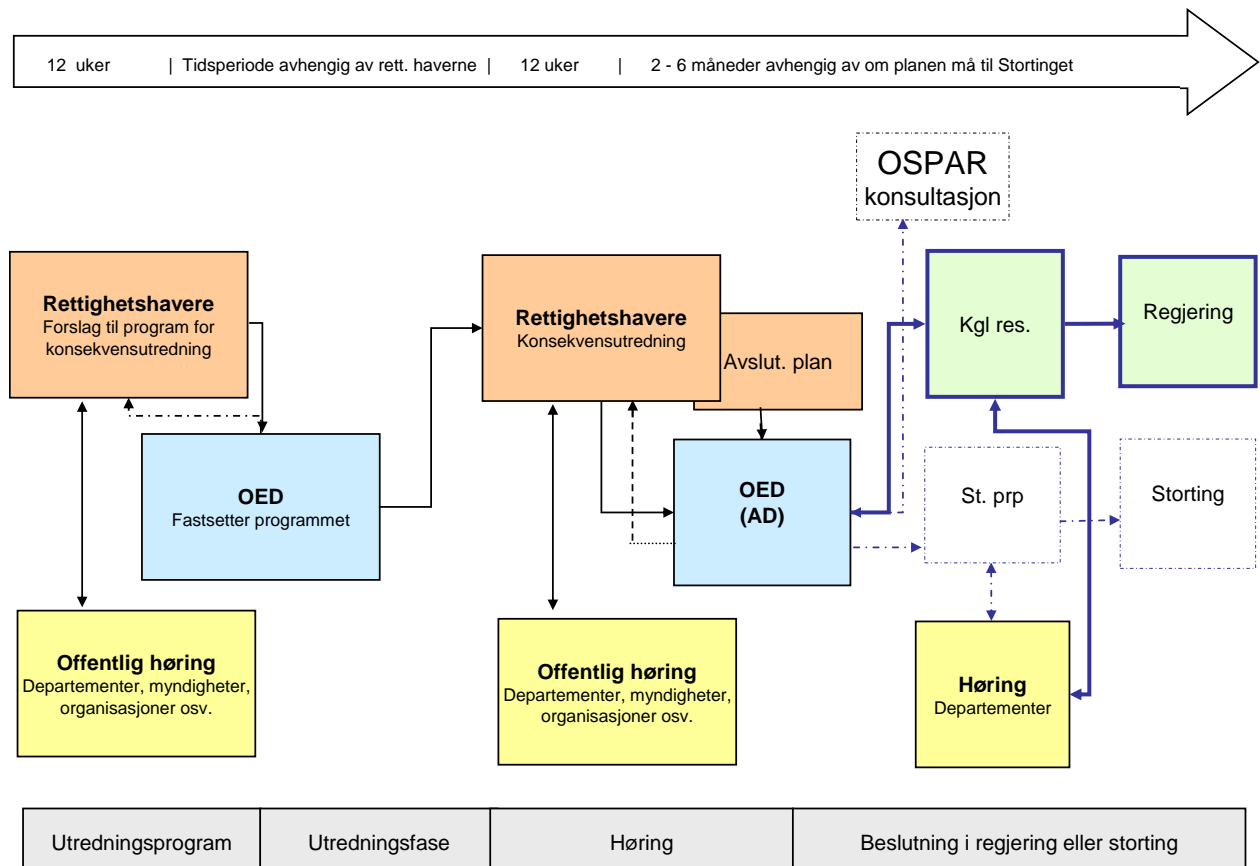 12 uker | Tidsperiode avhengig av rett. haverne | 12 uker | 2 - 6 måneder avhengig av om planen må til Stortinget
OSPAR
konsultasjon
Rettighetshavere
Forslag til program for
konsekvensutredning
Rettighetshavere
Konsekvensutredning
Avslut. plan
Kgl res.
Regjering
OED
Fastsetter programmet
OED
(AD)
St. prp
Storting
Offentlig høring
Departementer, myndigheter,
organisasjoner osv.
Offentlig høring
Departementer, myndigheter,
organisasjoner osv.
Høring
Departementer
Utredningsprogram
Utredningsfase
Høring
Beslutning i regjering eller storting